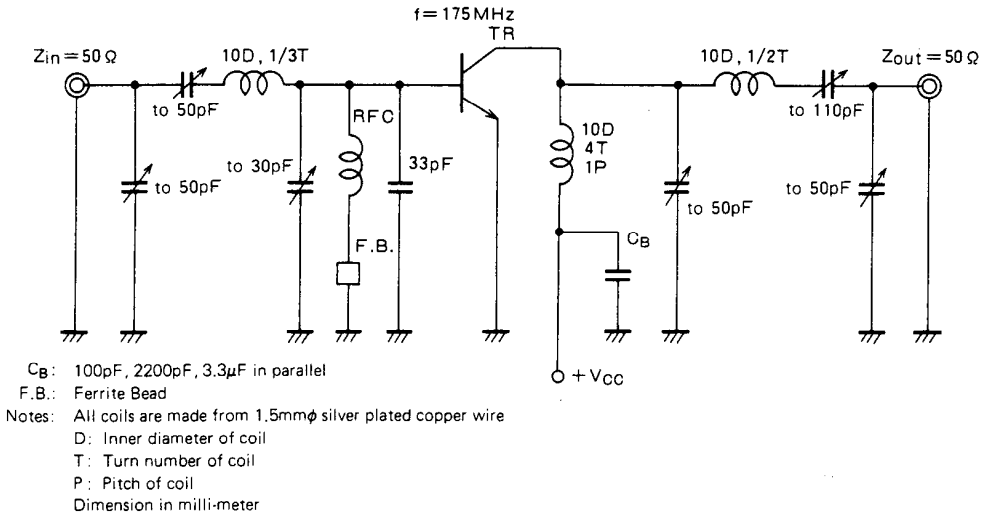 f=175MHz
TR
Zin=50Ω
10D, 1/3T
10D, 1/2T
Zout=50Ω
to 50pF
to 110pF
RFC
to 50pF
to 30pF
33pF
10D
4T
1P
to 50pF
to 50pF
F.B.
CB
+VCC
CB: 100pF, 2200pF, 3.3μF in parallel
F.B.: Ferrite Bead
Notes: All coils are made from 1.5mmφ silver plated copper wire
D: Inner diameter of coil
T: Turn number of coil
P: Pitch of coil
Dimension in milli-meter